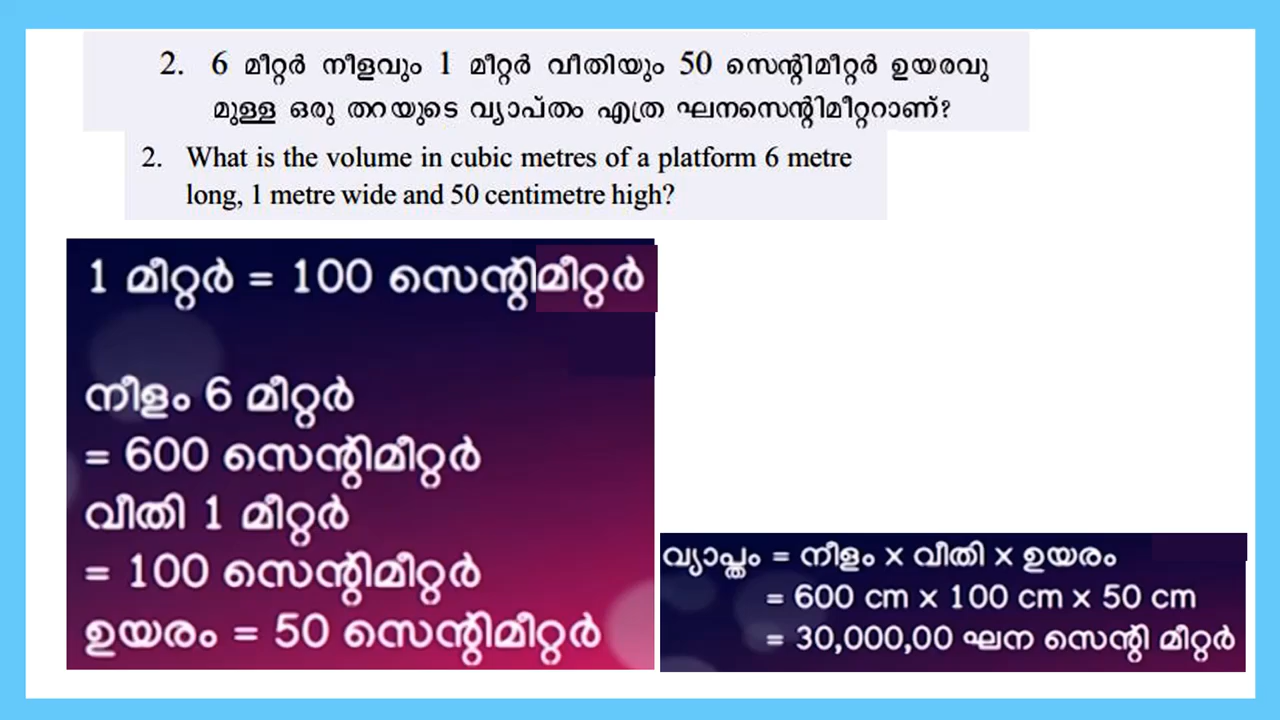 2. 6 മീറ്റർ നീളവും 1 മീറ്റർ വീതിയും 50 സെന്റിമീറ്റർ ഉയരവു
മുള്ള ഒരു തറയുടെ വ്യാപ്തം എത്ര ഘനസെന്റിമീറ്ററാണ്?
2. What is the volume in cubic metres of a platform 6 metre
long, 1 metre wide and 50 centimetre high?
1 മീറ്റർ = 100 സെന്റിമീറ്റർ
നീളം 6 മീറ്റർ
= 600 സെന്റിമീറ്റർ
വീതി 1 മീറ്റർ
= 100 സെന്റിമീറ്റർ
ഉയരം = 50 സെന്റിമീറ്റർ
വ്യാപ്തം = നീളം x വീതി x ഉയരം
= 600 cm x 100 cm x 50 cm
= 30,000,00 ഘന സെന്റി മീറ്റർ